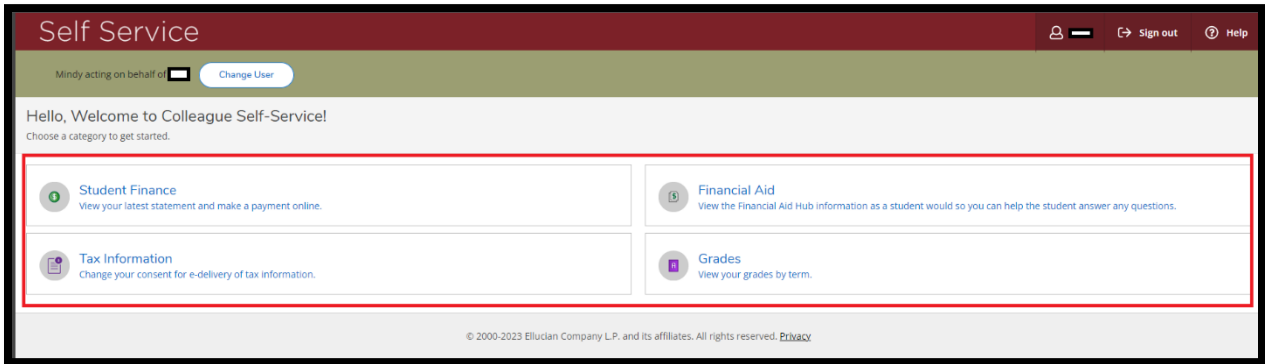 Self Service
Sign out
Help
Mindy acting on behalf of
Change User
Hello, Welcome to Colleague Self-Service!
Choose a category to get started.
Student Finance
View your latest statement and make a payment online.
Financial Aid
View the Financial Aid Hub information as a student would so you can help the student answer any questions.
Tax Information
Change your consent for e-delivery of tax information.
Grades
View your grades by term.
© 2000-2023 Ellucian Company L.P. and its affiliates. All rights reserved. Privacy